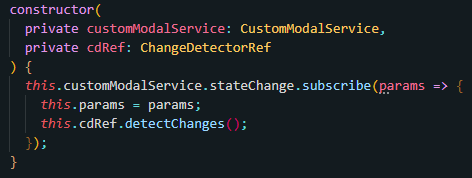 constructor(
  private customModalService: CustomModalService,
  private cdRef: ChangeDetectorRef
) {
  this.customModalService.stateChange.subscribe(params => {
    this.params = params;
    this.cdRef.detectChanges();
  });
}